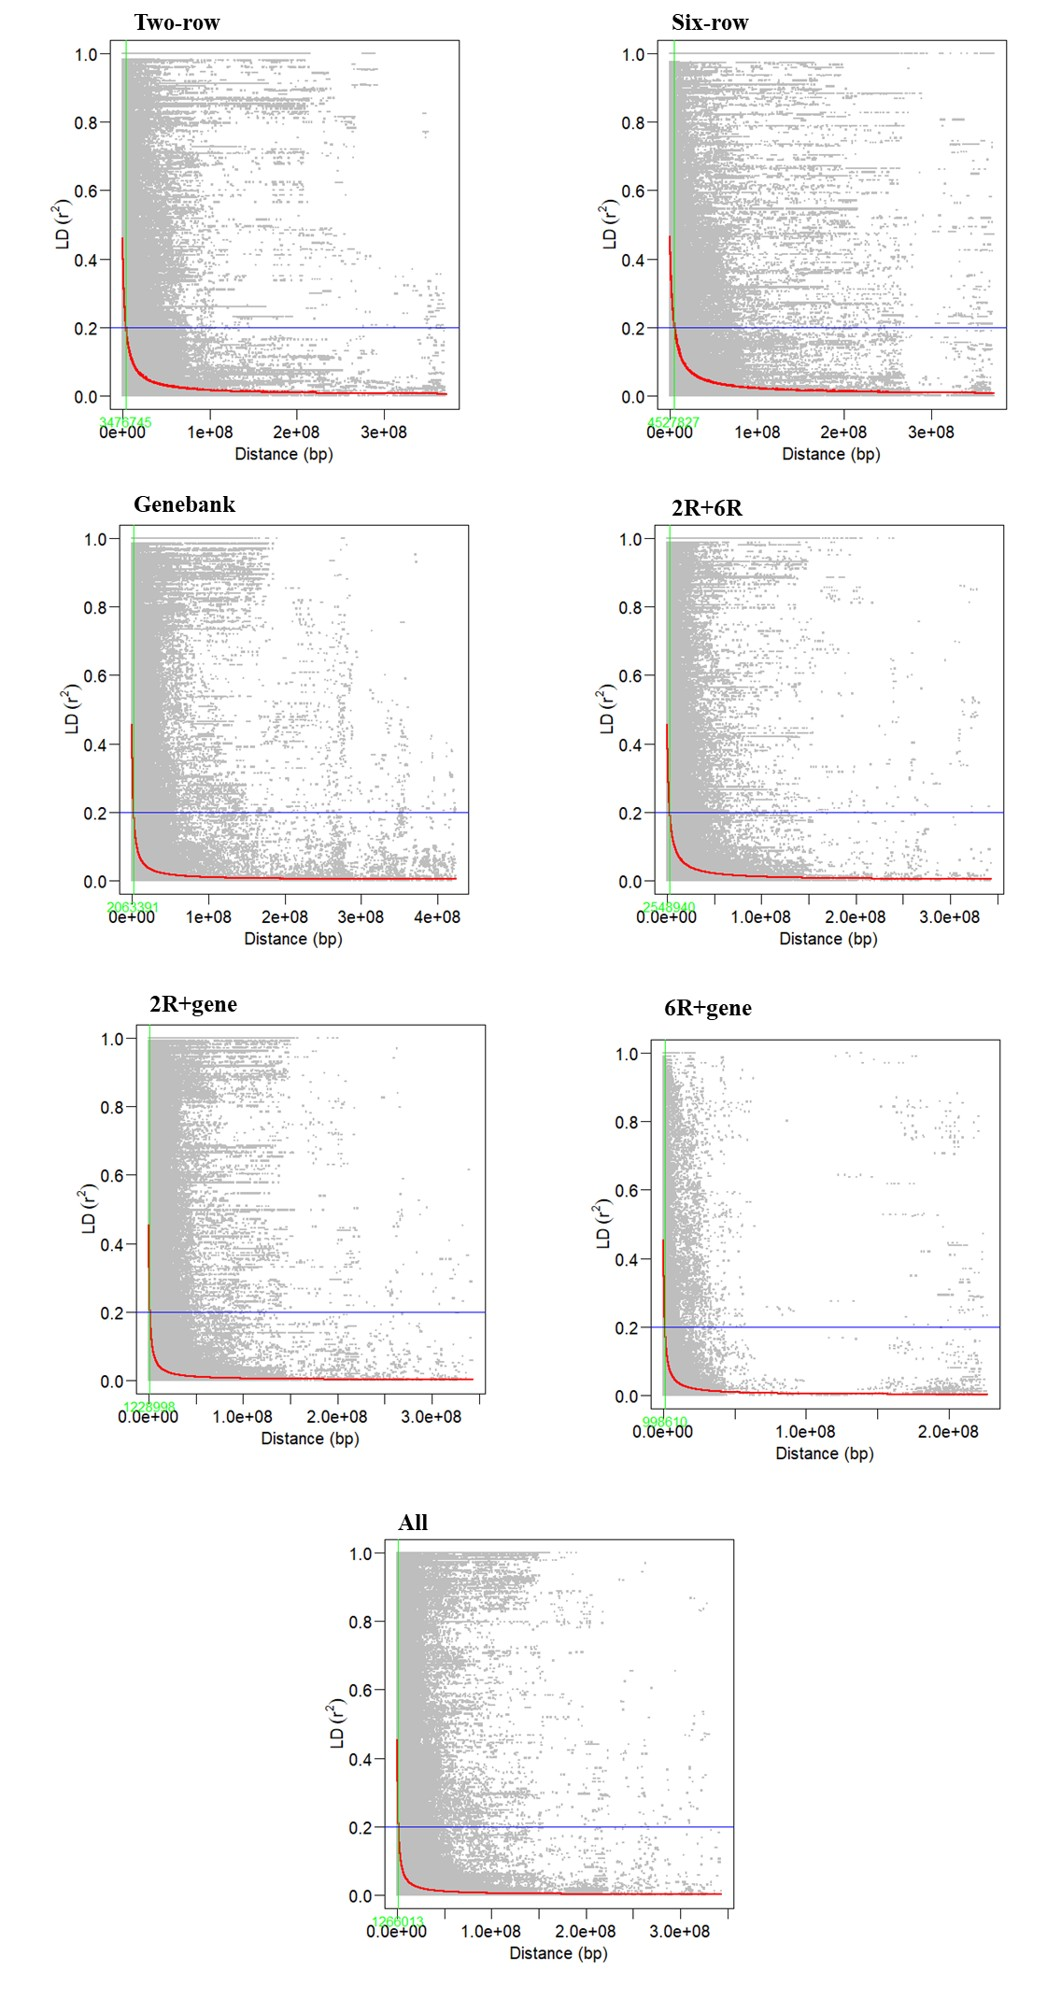 Two-row
LD (r²)
1.0
0.8
0.6
0.4
0.2
0.0
3476745
0e+00 1e+08 2e+08 3e+08
Distance (bp)
Six-row
LD (r²)
1.0
0.8
0.6
0.4
0.2
0.0
4527827
0e+00 1e+08 2e+08 3e+08
Distance (bp)
Genebank
LD (r²)
1.0
0.8
0.6
0.4
0.2
0.0
2063391
0e+00 1e+08 2e+08 3e+08 4e+08
Distance (bp)
2R+6R
LD (r²)
1.0
0.8
0.6
0.4
0.2
0.0
2548940
0.0e+00 1.0e+08 2.0e+08 3.0e+08
Distance (bp)
2R+gene
LD (r²)
1.0
0.8
0.6
0.4
0.2
0.0
1228998
0.0e+00 1.0e+08 2.0e+08 3.0e+08
Distance (bp)
6R+gene
LD (r²)
1.0
0.8
0.6
0.4
0.2
0.0
998610
0.0e+00 1.0e+08 2.0e+08
Distance (bp)
All
LD (r²)
1.0
0.8
0.6
0.4
0.2
0.0
1266013
0.0e+00 1.0e+08 2.0e+08 3.0e+08
Distance (bp)